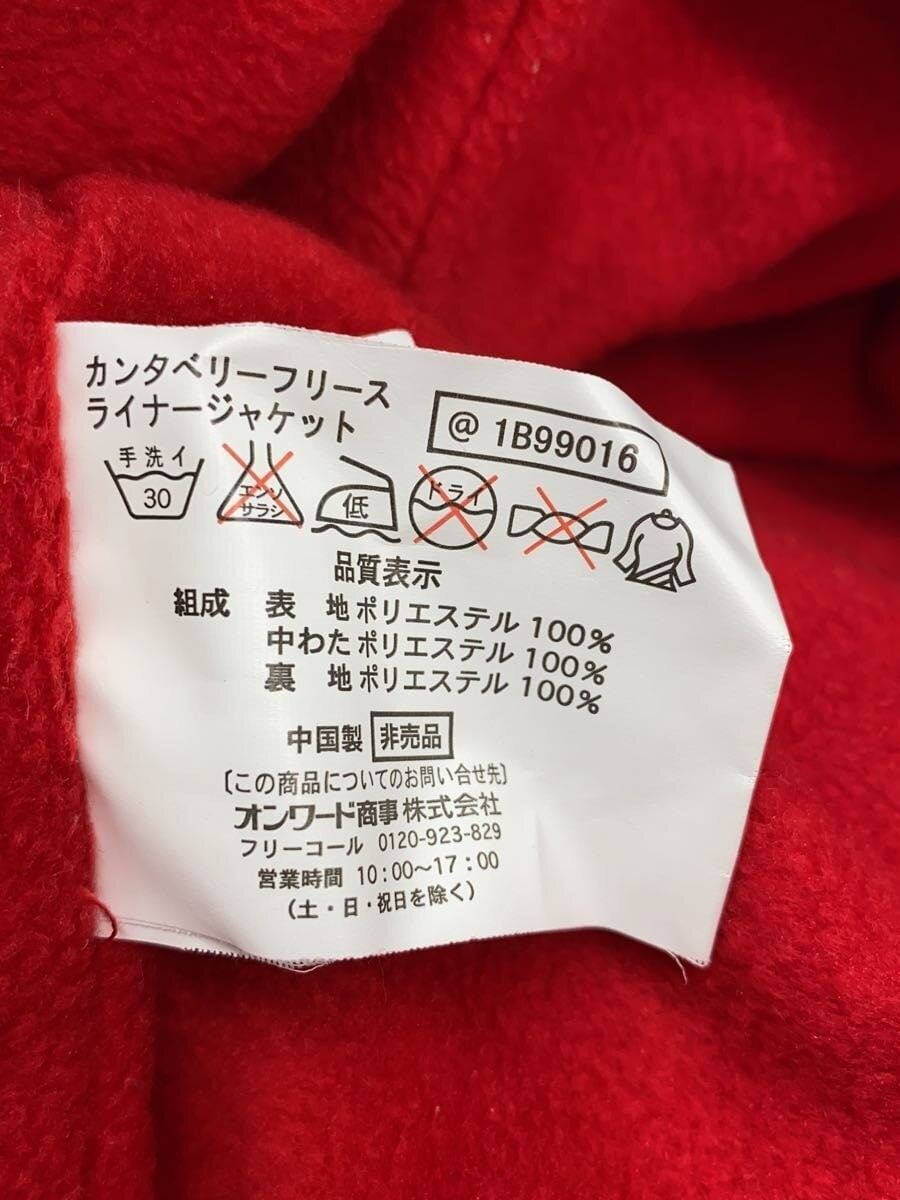 カンタベリーフリース
ライナージャケット
@ 1B99016
手洗イ
30
エンソ
サラシ
低
ドライ
品質表示
組成 表 地 ポリエステル 100%
中わた ポリエステル 100%
裏 地 ポリエステル 100%
中国製 非売品
〔この商品についてのお問い合せ先〕
オンワード商事株式会社
フリーコール 0120-923-829
営業時間 10:00〜17:00
(土・日・祝日を除く)